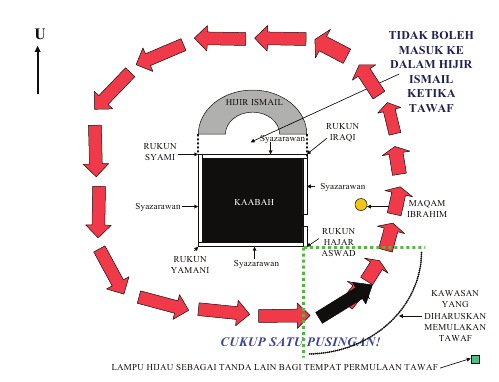 U
TIDAK BOLEH
MASUK KE
DALAM HIJIR
ISMAIL
KETIKA
TAWAF
HIJIR ISMAIL
RUKUN
IRAQI
Syazarawan
RUKUN
SYAMI
Syazarawan
Syazarawan
KAABAH
MAQAM
IBRAHIM
RUKUN
HAJAR
ASWAD
RUKUN
YAMANI
Syazarawan
KAWASAN
YANG
DIHARUSKAN
MEMULAKAN
TAWAF
CUKUP SATU PUSINGAN!
LAMPU HIJAU SEBAGAI TANDA LAIN BAGI TEMPAT PERMULAAN TAWAF